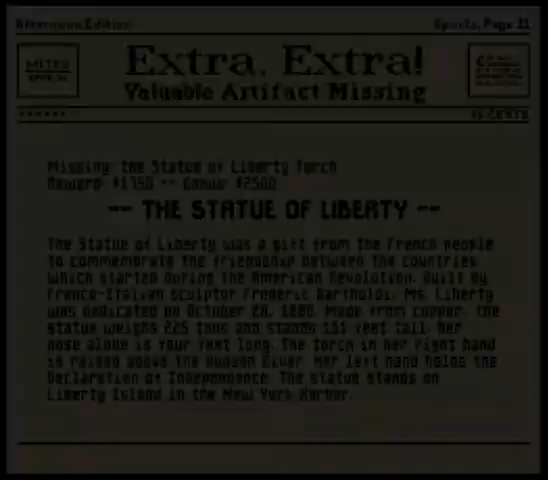 Afternoon Edition
Sports, Page 11
METRO
Extra, Extra!
Valuable Artifact Missing
Missing: the Statue of Liberty Torch
Reward: $1750 -- Bonus: $2500
-- THE STATUE OF LIBERTY --
The Statue of Liberty was a gift from the French people
to commemorate the friendship between the countries
which started during the American Revolution. Built by
Franco-Italian sculptor Frederic Bartholdi, Ms. Liberty
was dedicated on October 28, 1886. Made from copper, the
statue weighs 225 tons and stands 151 feet tall. Her
nose alone is four feet long. The torch in her right hand
is raised above the Hudson River. Her left hand holds the
Declaration of Independence. The statue stands on
Liberty Island in the New York Harbor.